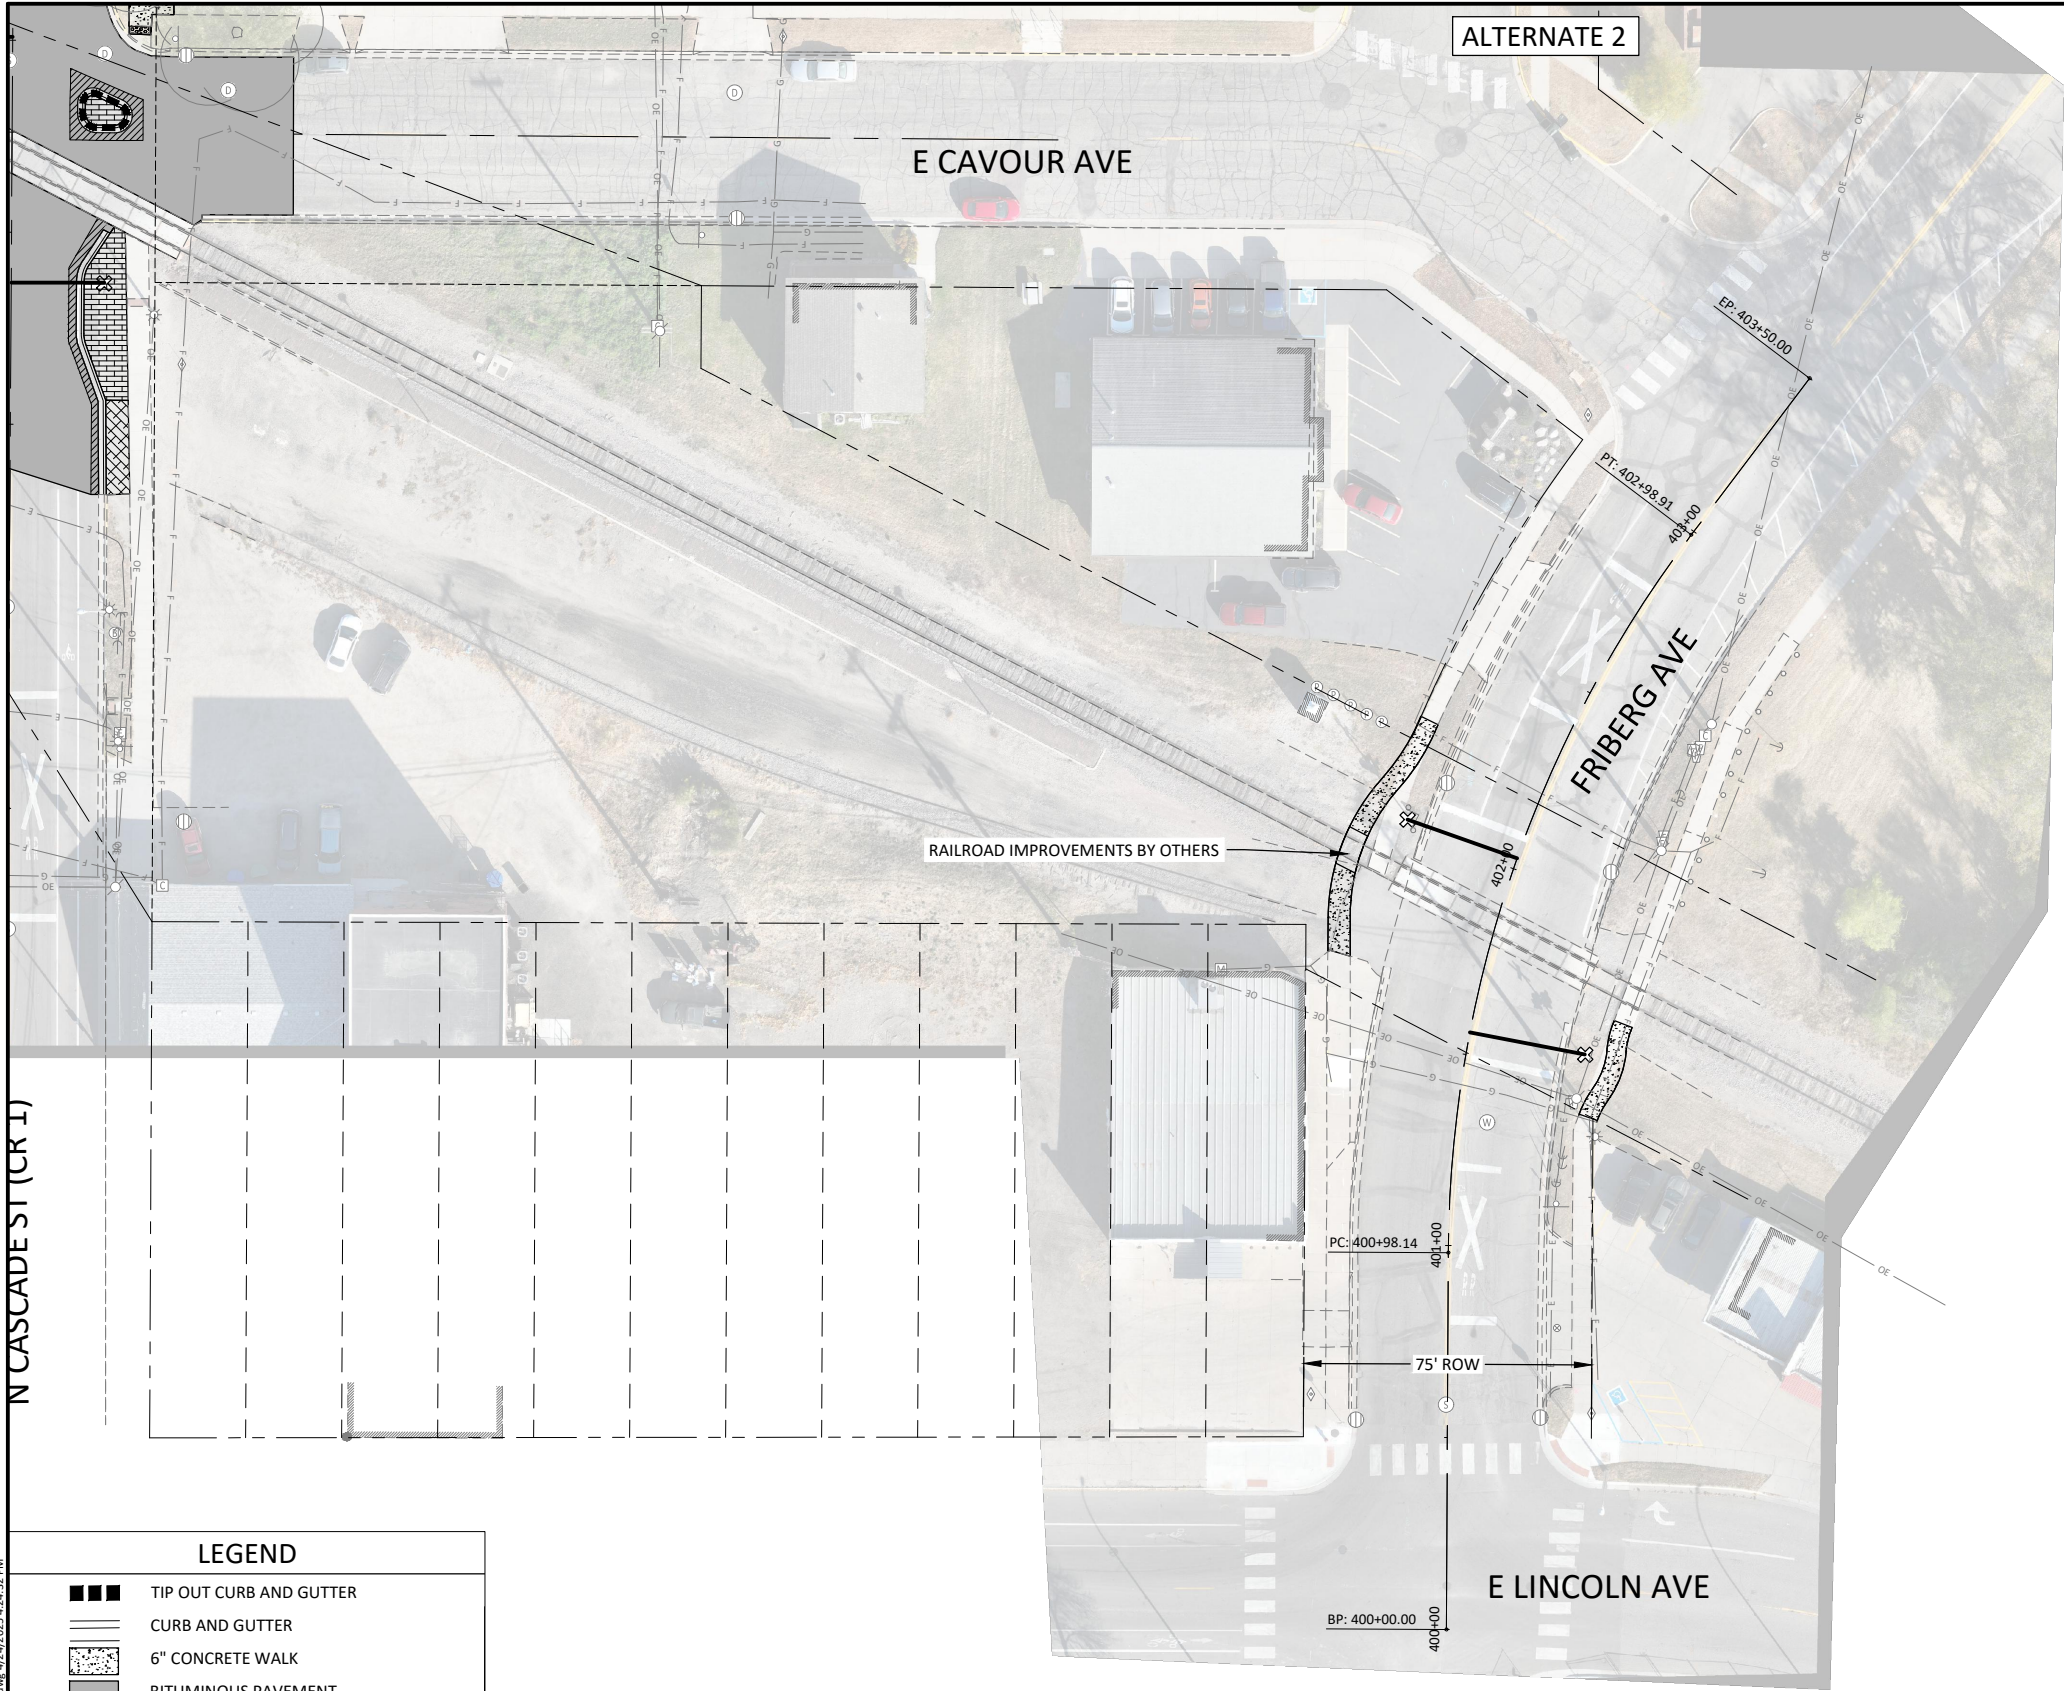 ALTERNATE 2
E CAVOUR AVE
EP: 403+50.00
PT: 402+98.91
403+00
FRIBERG AVE
RAILROAD IMPROVEMENTS BY OTHERS
402+00
N CASCADE ST (CR 1)
PC: 400+98.14
401+00
75' ROW
E LINCOLN AVE
BP: 400+00.00
400+00
LEGEND
TIP OUT CURB AND GUTTER
CURB AND GUTTER
6" CONCRETE WALK
BITUMINOUS PAVEMENT